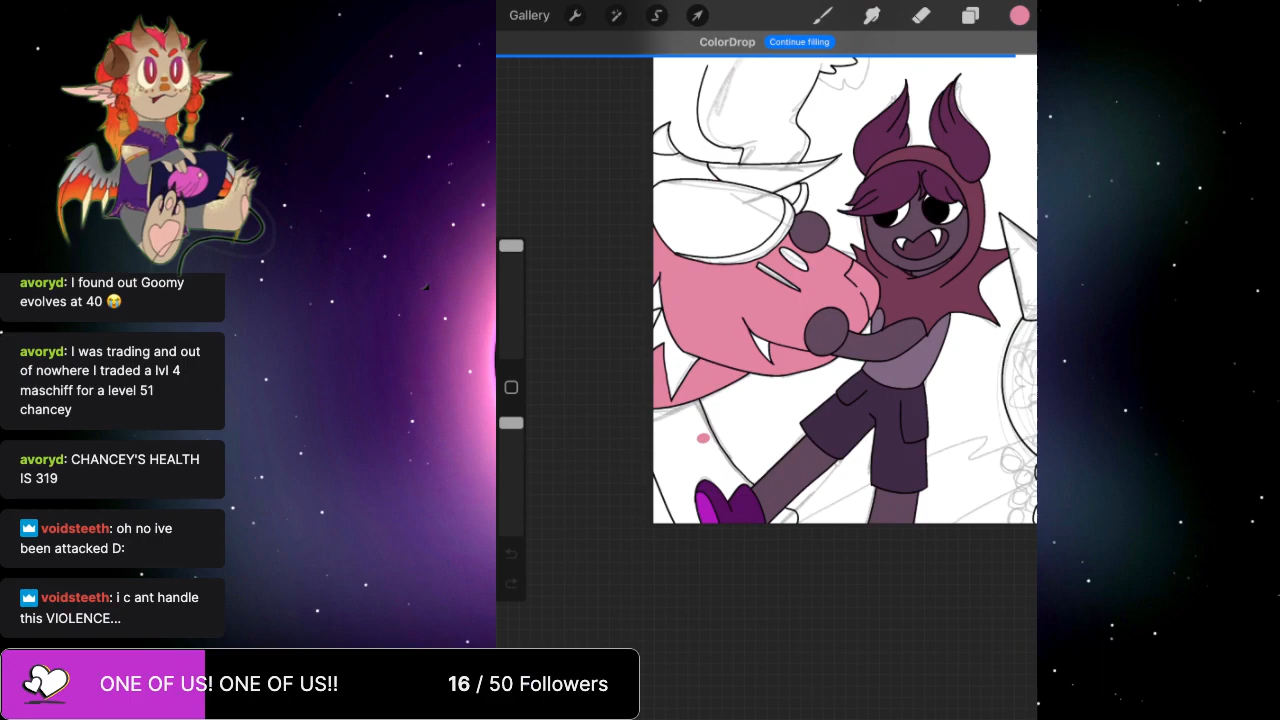 Gallery
ColorDrop Continue filling
avoryd: I found out Goomy
evolves at 40 😭
avoryd: I was trading and out
of nowhere I traded a lvl 4
maschiff for a level 51
chancey
avoryd: CHANCEY'S HEALTH
IS 319
voidsteeth: oh no ive
been attacked D:
voidsteeth: i c ant handle
this VIOLENCE...
ONE OF US! ONE OF US!! 16 / 50 Followers